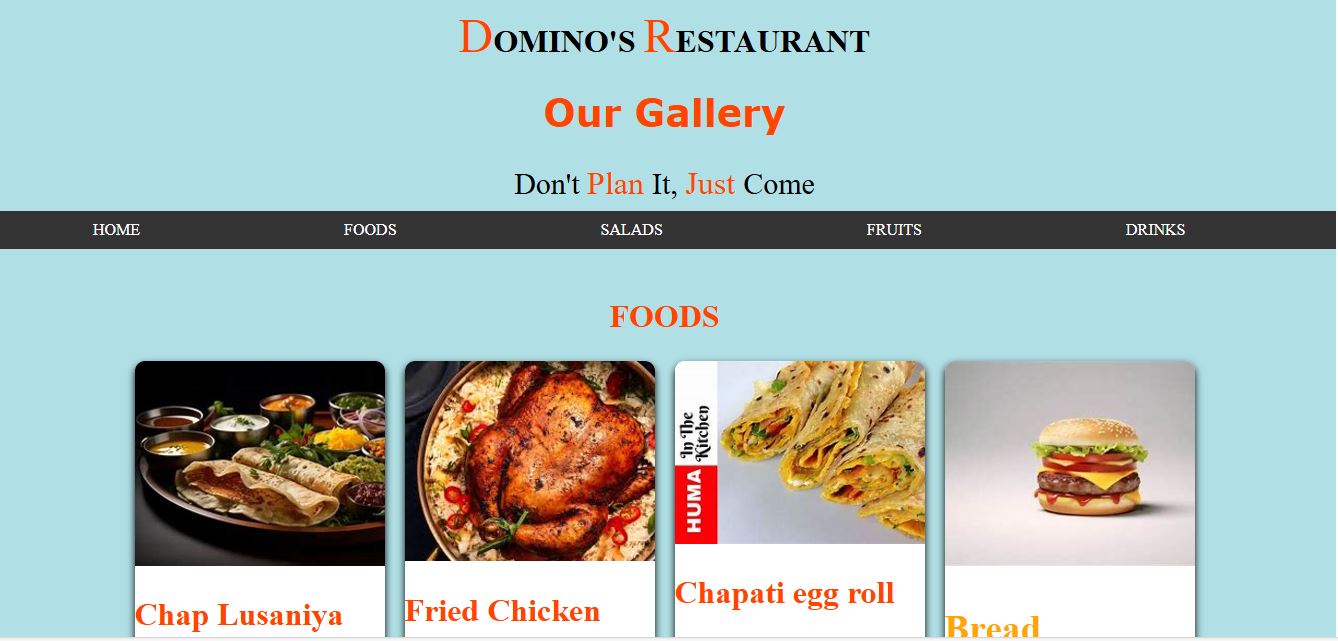 DOMINO'S RESTAURANT
Our Gallery
Don't Plan It, Just Come
HOME FOODS SALADS FRUITS DRINKS
FOODS
In The
Kitchen
HUMA
Chap Lusaniya
Fried Chicken
Chapati egg roll
Bread